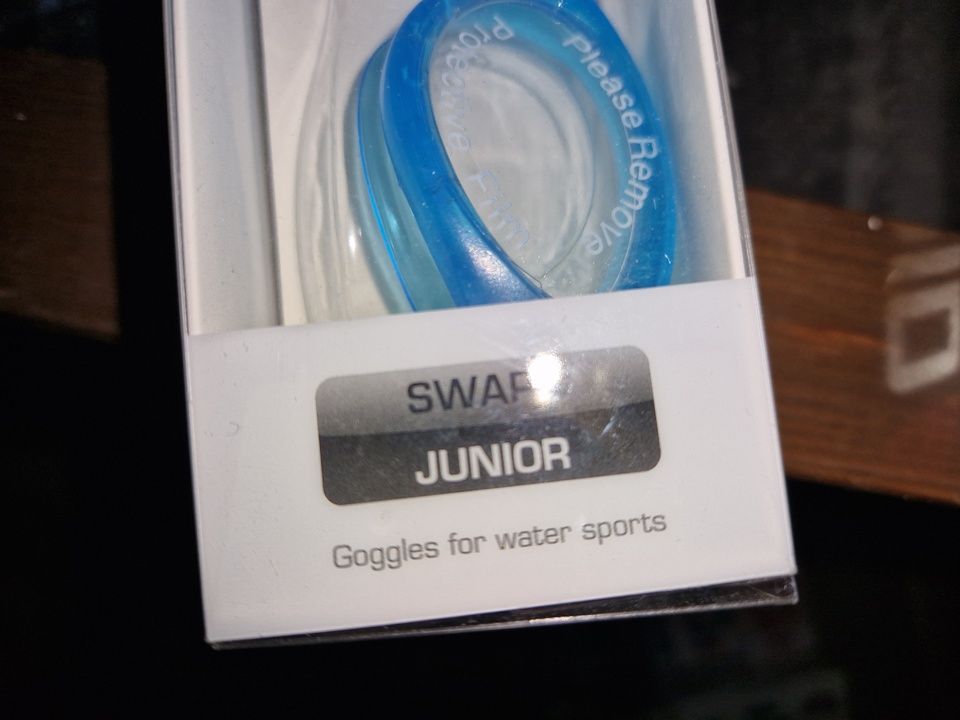 Please Remove
Protective Film
JUNIOR
Goggles for water sports